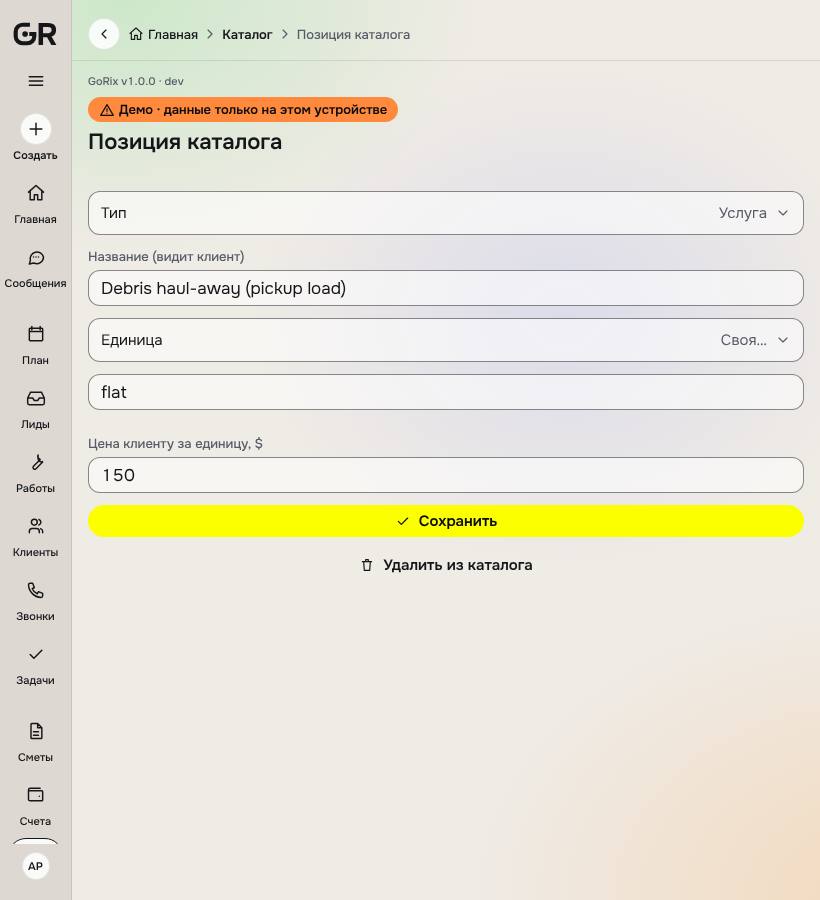 GR
Создать
Главная
Сообщения
План
Лиды
Работы
Клиенты
Звонки
Задачи
Сметы
Счета
AP
Главная > Каталог > Позиция каталога
GoRix v1.0.0 · dev
Демо · данные только на этом устройстве
Позиция каталога
Тип Услуга
Название (видит клиент)
Debris haul-away (pickup load)
Единица Своя...
flat
Цена клиенту за единицу, $
150
Сохранить
Удалить из каталога